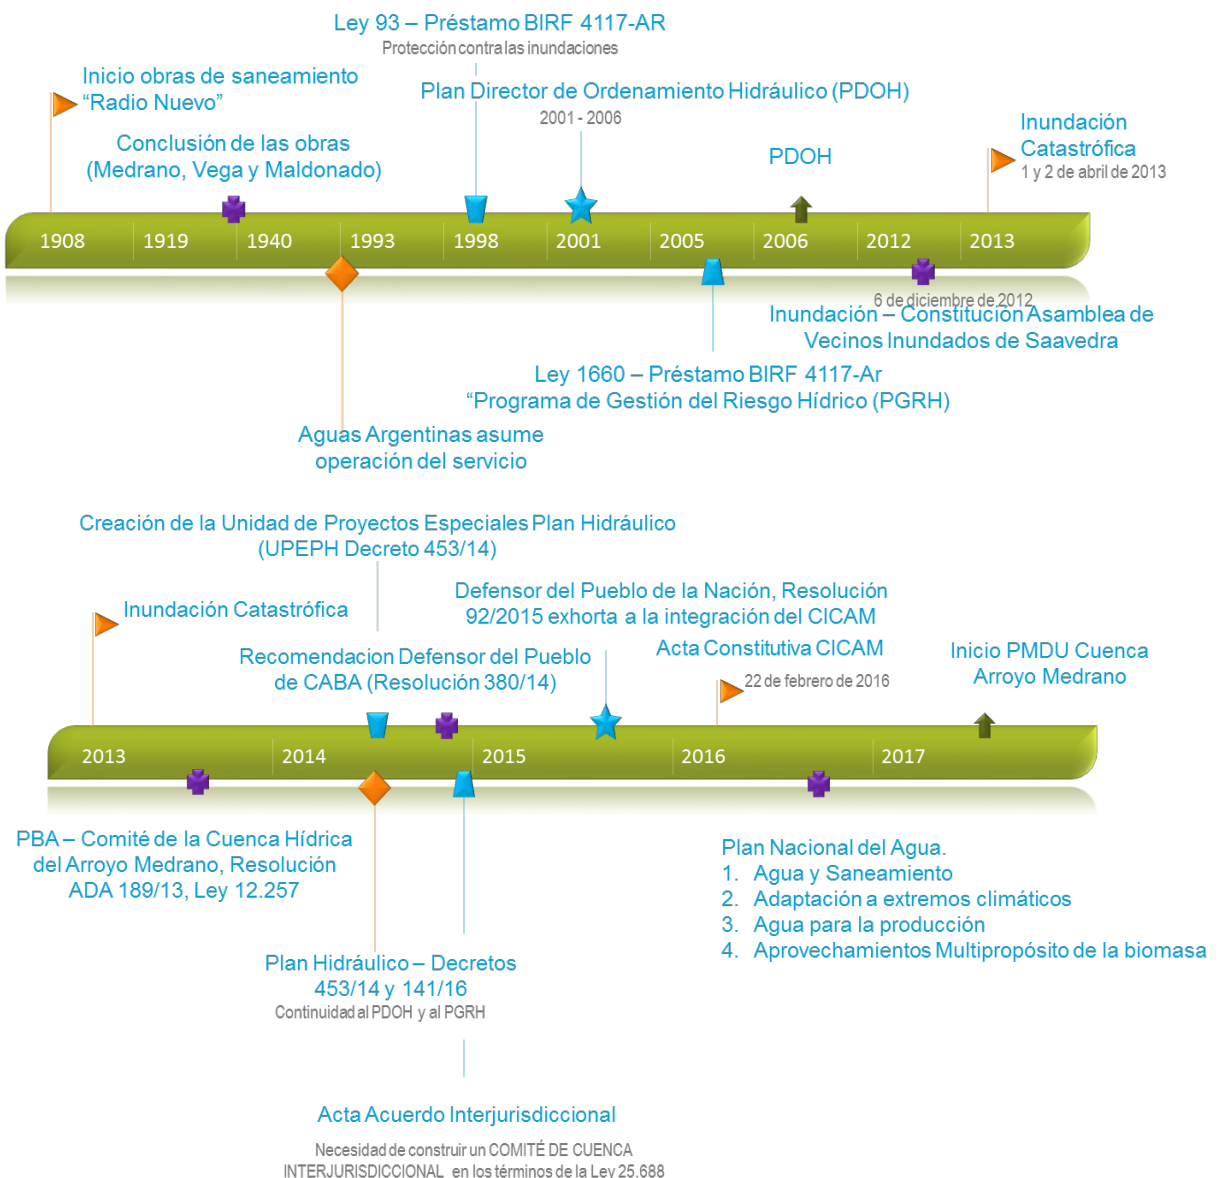 Ley 93 – Préstamo BIRF 4117-AR
Protección contra las inundaciones
Inicio obras de saneamiento
“Radio Nuevo”
Plan Director de Ordenamiento Hidráulico (PDOH)
2001 - 2006
Conclusión de las obras
(Medrano, Vega y Maldonado)
PDOH
Inundación
Catastrófica
1 y 2 de abril de 2013
1908 1919 1940 1993 1998 2001 2005 2006 2012 2013
6 de diciembre de 2012
Inundación – Constitución Asamblea de
Vecinos Inundados de Saavedra
Ley 1660 – Préstamo BIRF 4117-Ar
“Programa de Gestión del Riesgo Hídrico (PGRH)
Aguas Argentinas asume
operación del servicio
Creación de la Unidad de Proyectos Especiales Plan Hidráulico
(UPEPH Decreto 453/14)
Defensor del Pueblo de la Nación, Resolución
92/2015 exhorta a la integración del CICAM
Inundación Catastrófica
Recomendacion Defensor del Pueblo
de CABA (Resolución 380/14)
Acta Constitutiva CICAM
22 de febrero de 2016
Inicio PMDU Cuenca
Arroyo Medrano
2013 2014 2015 2016 2017
PBA – Comité de la Cuenca Hídrica
del Arroyo Medrano, Resolución
ADA 189/13, Ley 12.257
Plan Nacional del Agua.
1. Agua y Saneamiento
2. Adaptación a extremos climáticos
3. Agua para la producción
4. Aprovechamientos Multipropósito de la biomasa
Plan Hidráulico – Decretos
453/14 y 141/16
Continuidad al PDOH y al PGRH
Acta Acuerdo Interjurisdiccional
Necesidad de construir un COMITÉ DE CUENCA
INTERJURISDICCIONAL en los términos de la Ley 25.688